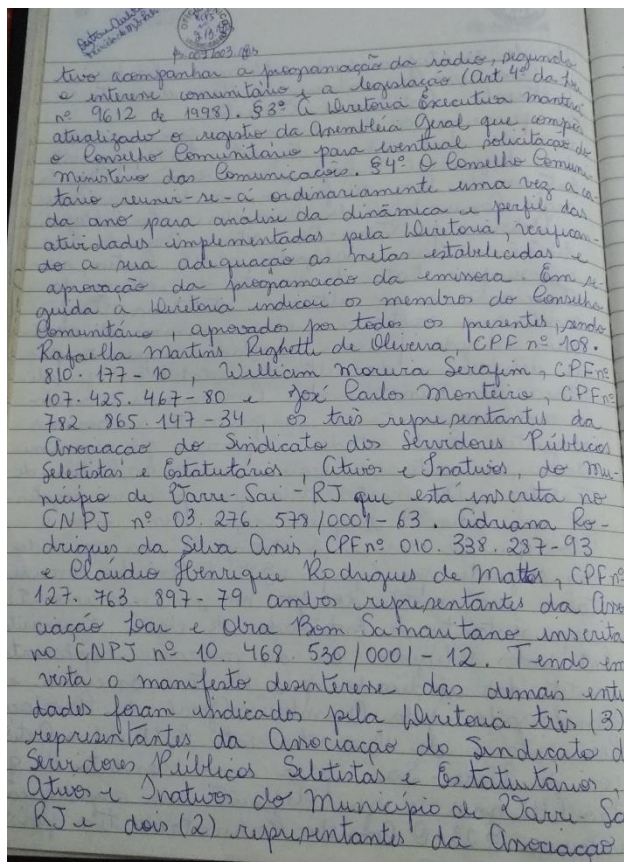 tivo acompanhar a programação da rádio, segundo
o interesse comunitário e a legislação (Art. 4º da Lei
nº 9612 de 1998). §3º A Diretoria Executiva manterá
atualizado o registro da Assembleia Geral que compôs
o Conselho Comunitário para eventual solicitação do
Ministério das Comunicações. §4º O Conselho Comuni
tário reunir-se-á ordinariamente uma vez a ca
da ano para análise da dinâmica e perfil das
atividades implementadas pela Diretoria, verifican-
do a sua adequação as metas estabelecidas e
aprovação da programação da emissora. Em se-
guida a Diretoria indicou os membros do Conselho
Comunitário, aprovados por todos os presentes, sendo
Rafaella Martins Righetti de Oliveira, CPF nº 108.
810.177-10, William Moreira Serafim, CPF nº
107.425.467-80 e José Carlos Monteiro, CPF nº
782.865.147-34, os três representantes da
Associacao do Sindicato dos Servidores Públicos
Seletistas e Estatutários, Ativos e Inativos, do Mu-
nicípio de Varre-Sai-RJ que está inscrita no
CNPJ nº 03.276.578/0001-63. Adriana Ro-
drigues da Silva Anis, CPF nº 010.338.287-93
e Cláudio Henrique Rodrigues de Mattos, CPF nº
127.763.897-79 ambos representantes da Asso
ciação Lar e Obra Bom Samaritano inscrita
no CNPJ nº 10.468.530/0001-12. Tendo em
vista o manifesto desinteresse das demais enti
dades foram indicados pela Diretoria três (3)
representantes da Associação do Sindicato d
Servidores Públicos Seletistas e Estatutários,
Ativos e Inativos do Município de Varre Sa
RJ e dois (2) representantes da Associacao